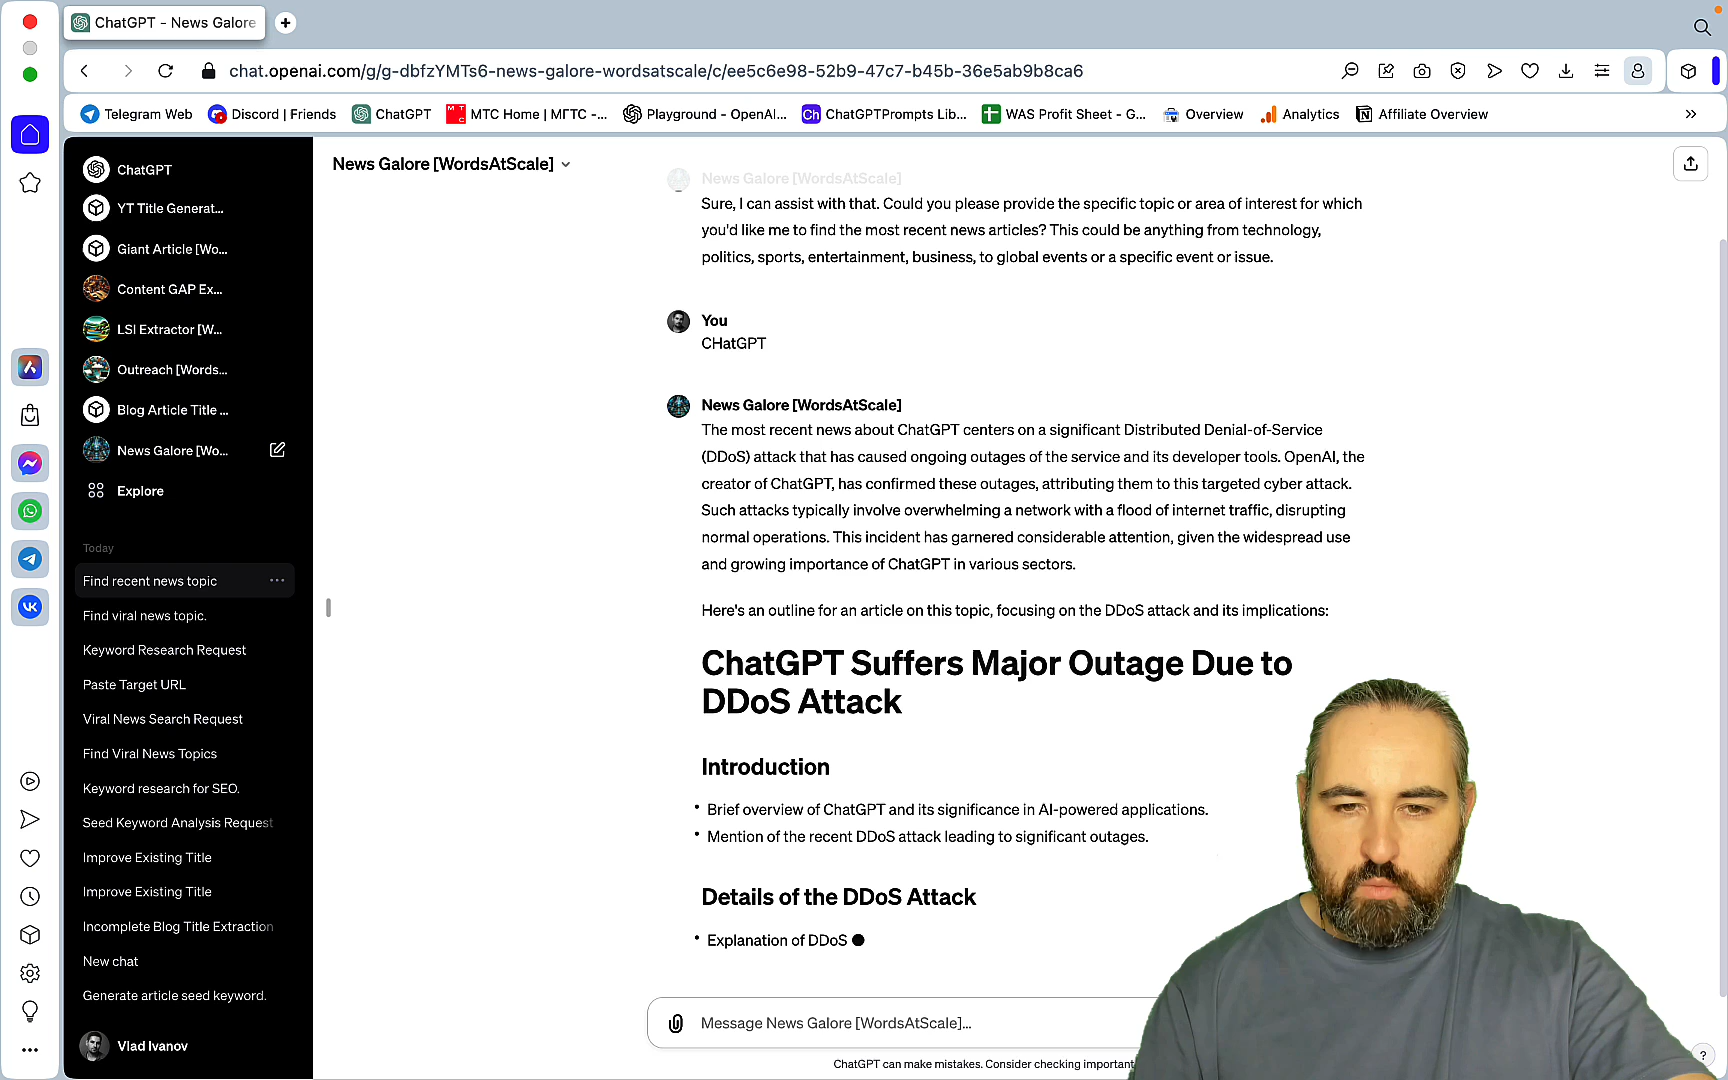 ChatGPT - News Galore
chat.openai.com/g/g-dbfzYMTs6-news-galore-wordsatscale/c/ee5c6e98-52b9-47c7-b45b-36e5ab9b8ca6
Telegram Web
Discord | Friends
ChatGPT
МТС
МТС Home | МГТС -...
Playground - OpenAI...
Ch
ChatGPTPrompts Lib...
WAS Profit Sheet - G...
Overview
Analytics
Affiliate Overview
ChatGPT
YT Title Generat...
Giant Article [Wo...
Content GAP Ex...
LSI Extractor [W...
Outreach [Words...
Blog Article Title ...
News Galore [Wo...
Explore
Today
Find recent news topic
Find viral news topic.
Keyword Research Request
Paste Target URL
Viral News Search Request
Find Viral News Topics
Keyword research for SEO.
Seed Keyword Analysis Request
Improve Existing Title
Improve Existing Title
Incomplete Blog Title Extraction
New chat
Generate article seed keyword.
Vlad Ivanov
News Galore [WordsAtScale]
News Galore [WordsAtScale]
Sure, I can assist with that. Could you please provide the specific topic or area of interest for which
you'd like me to find the most recent news articles? This could be anything from technology,
politics, sports, entertainment, business, to global events or a specific event or issue.
You
CHatGPT
News Galore [WordsAtScale]
The most recent news about ChatGPT centers on a significant Distributed Denial-of-Service
(DDoS) attack that has caused ongoing outages of the service and its developer tools. OpenAI, the
creator of ChatGPT, has confirmed these outages, attributing them to this targeted cyber attack.
Such attacks typically involve overwhelming a network with a flood of internet traffic, disrupting
normal operations. This incident has garnered considerable attention, given the widespread use
and growing importance of ChatGPT in various sectors.
Here's an outline for an article on this topic, focusing on the DDoS attack and its implications:
ChatGPT Suffers Major Outage Due to
DDoS Attack
Introduction
• Brief overview of ChatGPT and its significance in AI-powered applications.
• Mention of the recent DDoS attack leading to significant outages.
Details of the DDoS Attack
• Explanation of DDoS
Message News Galore [WordsAtScale]...
ChatGPT can make mistakes. Consider checking important
?